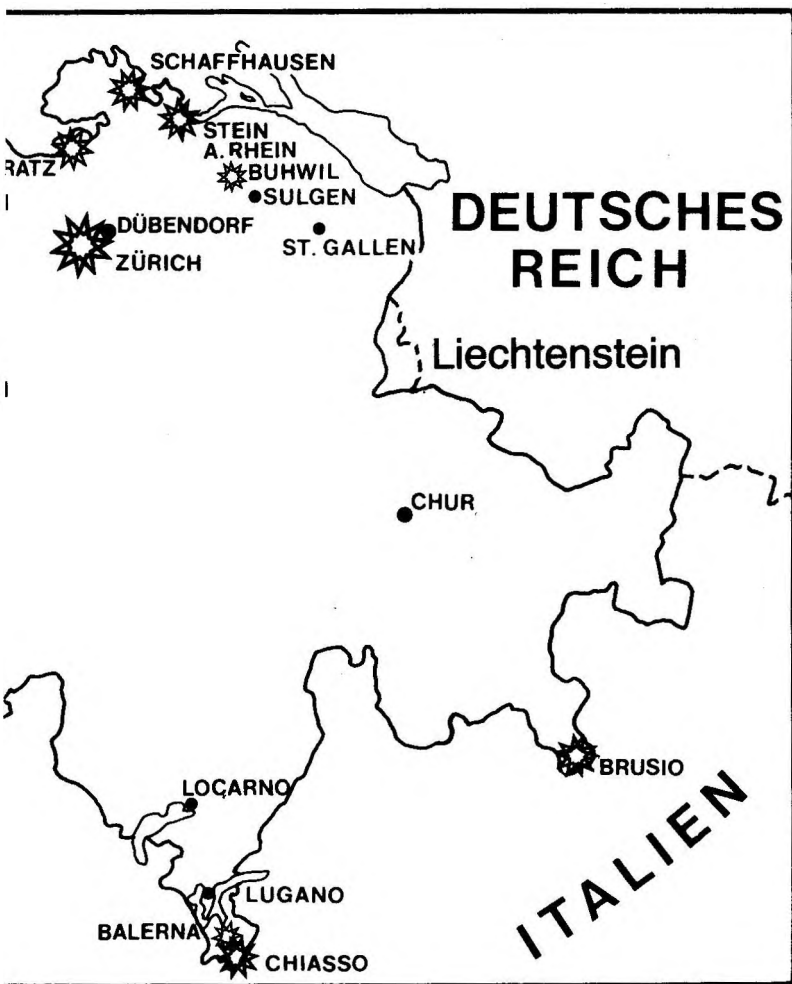 SCHAFFHAUSEN
STEIN
A. RHEIN
RATZ
BUHWIL
SULGEN
DÜBENDORF
ZÜRICH
ST. GALLEN
DEUTSCHES
REICH
Liechtenstein
CHUR
BRUSIO
LOCARNO
ITALIEN
LUGANO
BALERNA
CHIASSO